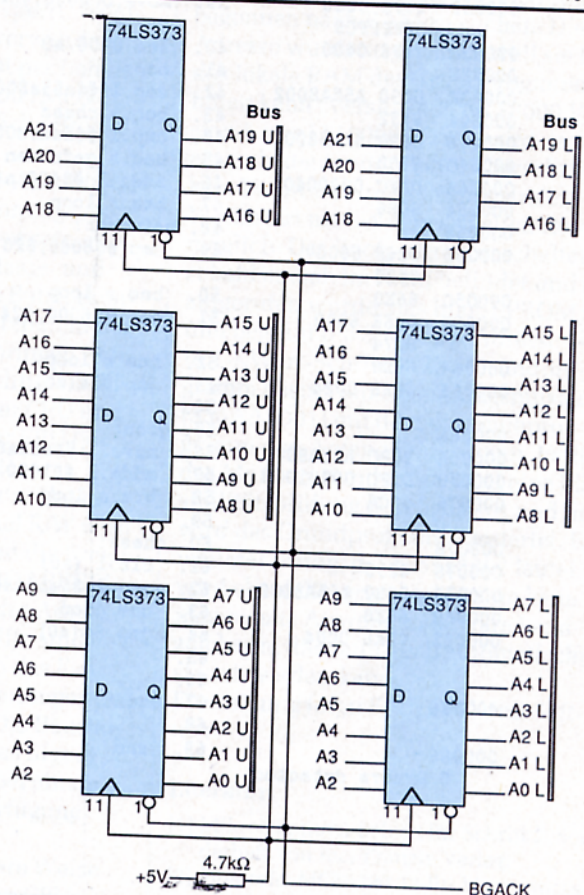 74LS373
D Q
Bus
A21
A20
A19
A18
A19 U
A18 U
A17 U
A16 U
11
1
74LS373
D Q
Bus
A21
A20
A19
A18
A19 L
A18 L
A17 L
A16 L
11
1
74LS373
D Q
A17
A16
A15
A14
A13
A12
A11
A10
A15 U
A14 U
A13 U
A12 U
A11 U
A10 U
A9 U
A8 U
11
1
74LS373
D Q
A17
A16
A15
A14
A13
A12
A11
A10
A15 L
A14 L
A13 L
A12 L
A11 L
A10 L
A9 L
A8 L
11
1
74LS373
D Q
A9
A8
A7
A6
A5
A4
A3
A2
A7 U
A6 U
A5 U
A4 U
A3 U
A2 U
A1 U
A0 U
11
1
74LS373
D Q
A9
A8
A7
A6
A5
A4
A3
A2
A7 L
A6 L
A5 L
A4 L
A3 L
A2 L
A1 L
A0 L
11
1
+5V
4.7kΩ
BGACK